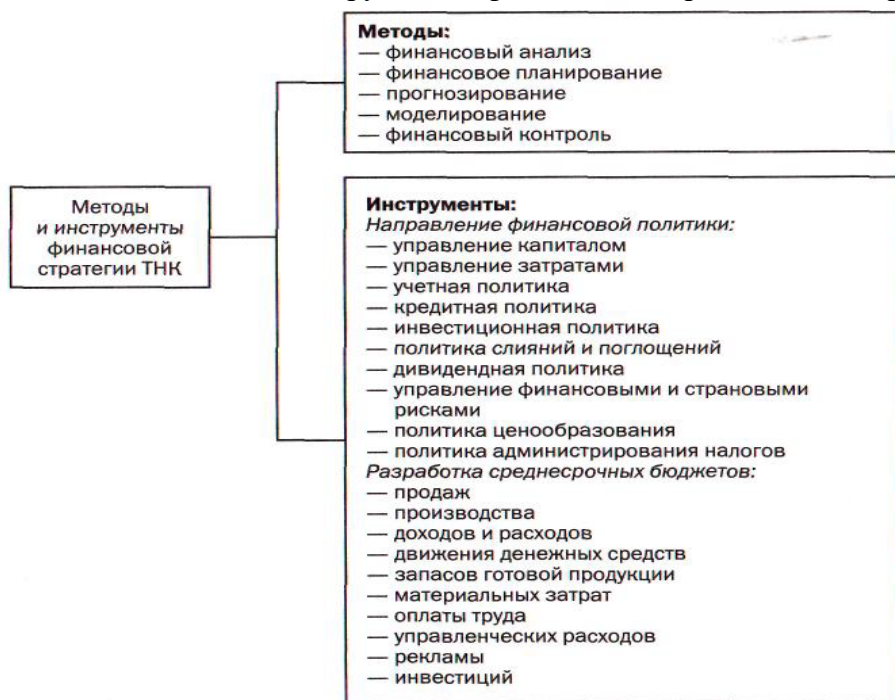 Методы:
— финансовый анализ
— финансовое планирование
— прогнозирование
— моделирование
— финансовый контроль
Методы
и инструменты
финансовой
стратегии ТНК
Инструменты:
Направление финансовой политики:
— управление капиталом
— управление затратами
— учетная политика
— кредитная политика
— инвестиционная политика
— политика слияний и поглощений
— дивидендная политика
— управление финансовыми и страновыми
рисками
— политика ценообразования
— политика администрирования налогов
Разработка среднесрочных бюджетов:
— продаж
— производства
— доходов и расходов
— движения денежных средств
— запасов готовой продукции
— материальных затрат
— оплаты труда
— управленческих расходов
— рекламы
— инвестиций